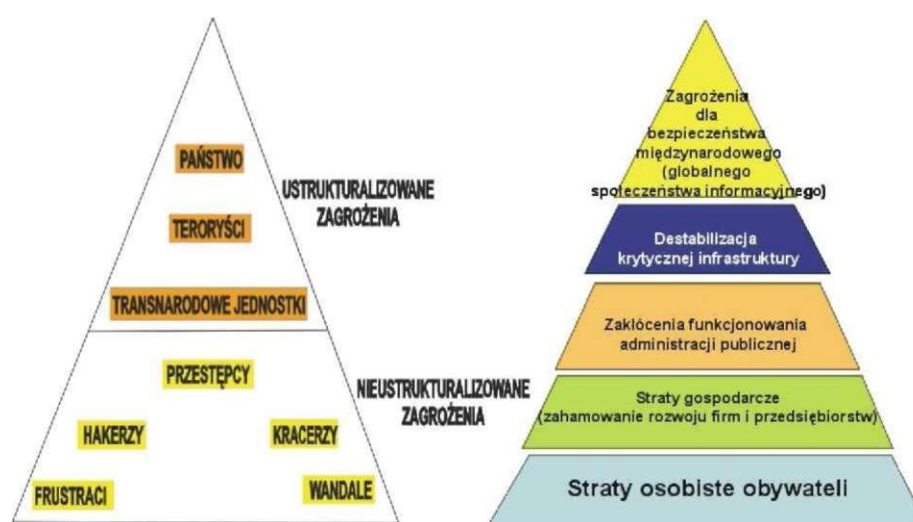 PAŃSTWO
TERORYŚCI
TRANSNARODOWE JEDNOSTKI
USTRUKTURALIZOWANE
ZAGROŻENIA
PRZESTĘPCY
HAKERZY
KRACERZY
FRUSTRACI
WANDALE
NIEUSTRUKTURALIZOWANE
ZAGROŻENIA
Zagrożenia
dla
bezpieczeństwa
międzynarodowego
(globalnego
społeczeństwa informacyjnego)
Destabilizacja
krytycznej infrastruktury
Zakłócenia funkcjonowania
administracji publicznej
Straty gospodarcze
(zahamowanie rozwoju firm i przedsiębiorstw)
Straty osobiste obywateli